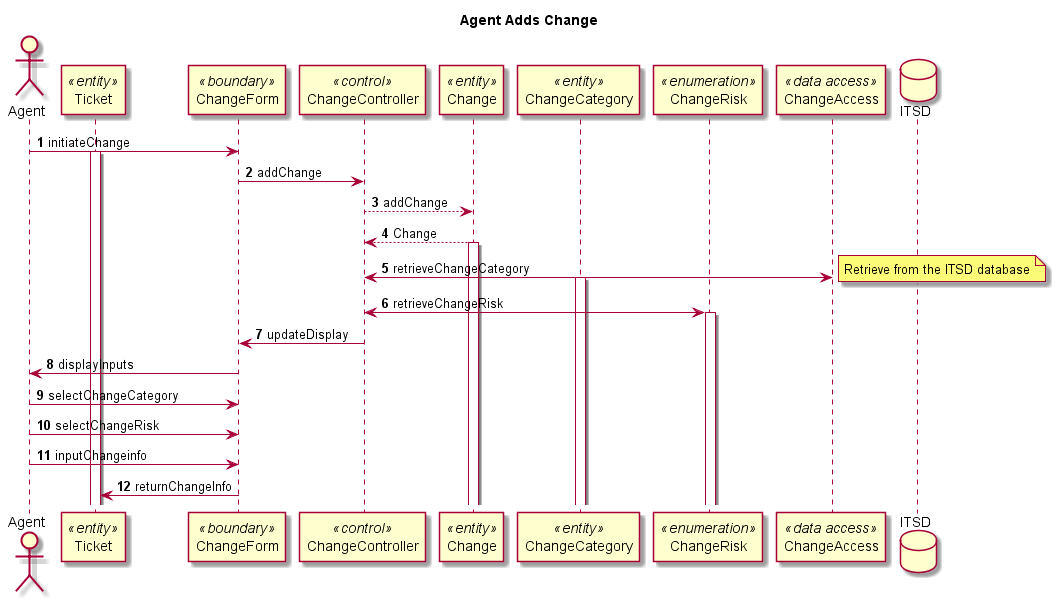 Agent Adds Change
«entity» «boundary» «control» «entity» «entity» «enumeration» «data access»
Agent Ticket ChangeForm ChangeController Change ChangeCategory ChangeRisk ChangeAccess ITSD
1 initiateChange
2 addChange
3 addChange
4 Change
5 retrieveChangeCategory
Retrieve from the ITSD database
6 retrieveChangeRisk
7 updateDisplay
8 displayInputs
9 selectChangeCategory
10 selectChangeRisk
11 inputChangeinfo
12 returnChangeInfo
Agent «entity» «boundary» «control» «entity» «entity» «enumeration» «data access» ITSD
Ticket ChangeForm ChangeController Change ChangeCategory ChangeRisk ChangeAccess